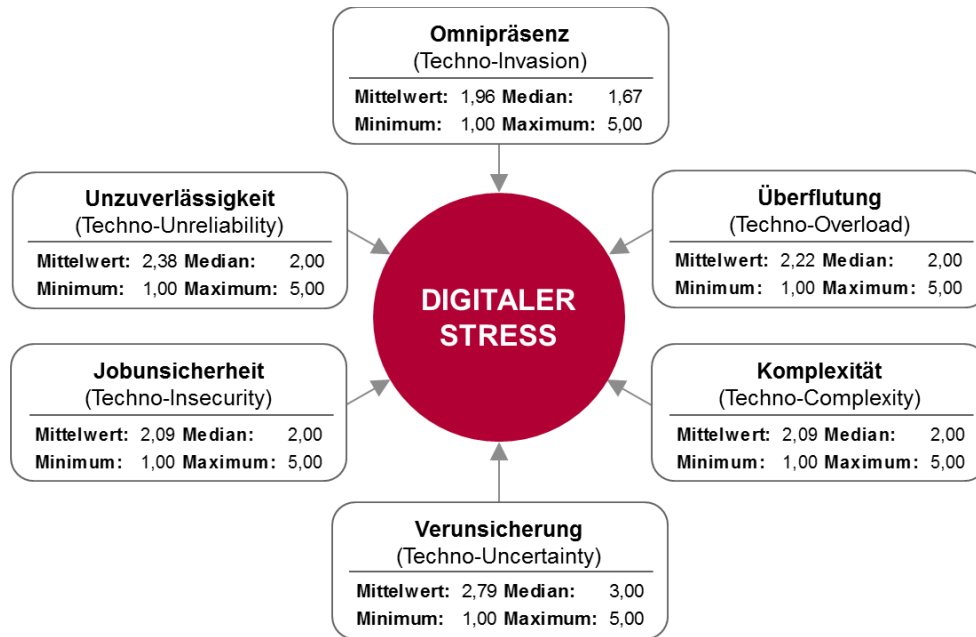 Omnipräsenz
(Techno-Invasion)
Mittelwert: 1,96 Median: 1,67
Minimum: 1,00 Maximum: 5,00
Unzuverlässigkeit
(Techno-Unreliability)
Mittelwert: 2,38 Median: 2,00
Minimum: 1,00 Maximum: 5,00
Überflutung
(Techno-Overload)
Mittelwert: 2,22 Median: 2,00
Minimum: 1,00 Maximum: 5,00
DIGITALER
STRESS
Jobunsicherheit
(Techno-Insecurity)
Mittelwert: 2,09 Median: 2,00
Minimum: 1,00 Maximum: 5,00
Komplexität
(Techno-Complexity)
Mittelwert: 2,09 Median: 2,00
Minimum: 1,00 Maximum: 5,00
Verunsicherung
(Techno-Uncertainty)
Mittelwert: 2,79 Median: 3,00
Minimum: 1,00 Maximum: 5,00